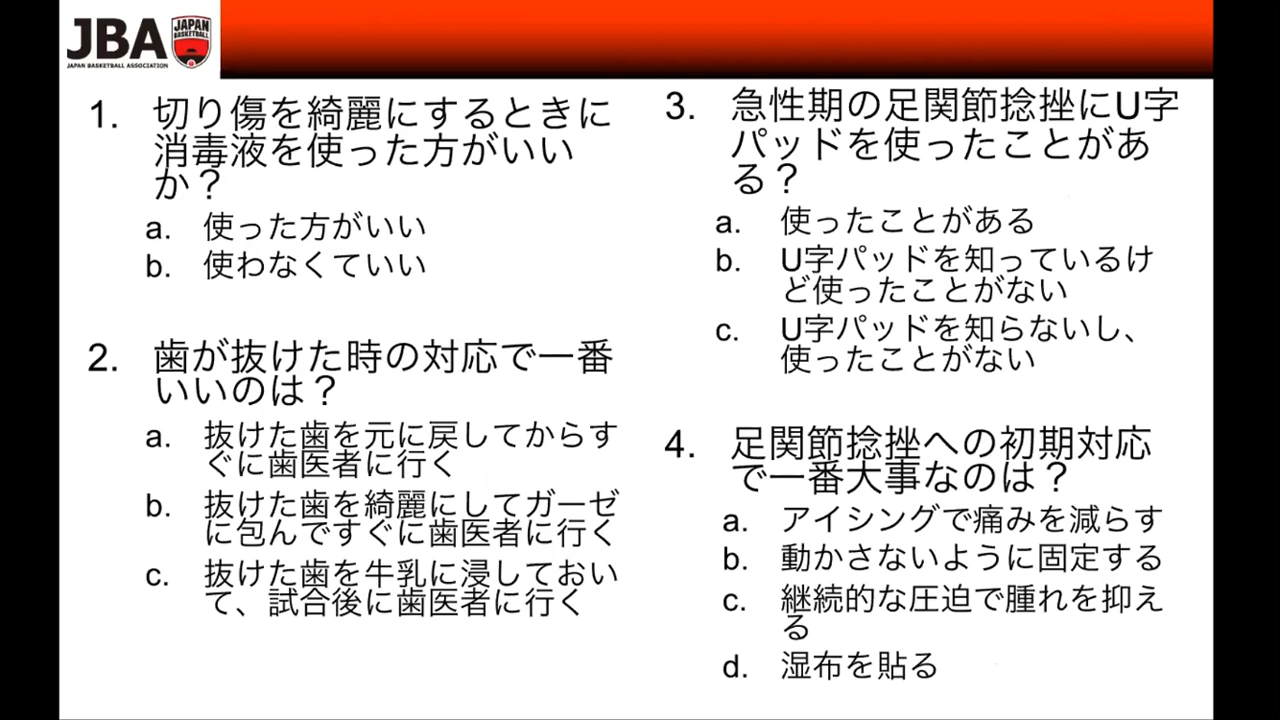 JBA
JAPAN BASKETBALL ASSOCIATION
JAPAN
BASKETBALL
1. 切り傷を綺麗にするときに
消毒液を使った方がいい
か？
a. 使った方がいい
b. 使わなくていい
2. 歯が抜けた時の対応で一番
いいのは？
a. 抜けた歯を元に戻してからす
ぐに歯医者に行く
b. 抜けた歯を綺麗にしてガーゼ
に包んですぐに歯医者に行く
c. 抜けた歯を牛乳に浸しておい
て、試合後に歯医者に行く
3. 急性期の足関節捻挫にU字
パッドを使ったことがあ
る？
a. 使ったことがある
b. U字パッドを知っているけ
ど使ったことがない
c. U字パッドを知らないし、
使ったことがない
4. 足関節捻挫への初期対応
で一番大事なのは？
a. アイシングで痛みを減らす
b. 動かさないように固定する
c. 継続的な圧迫で腫れを抑え
る
d. 湿布を貼る